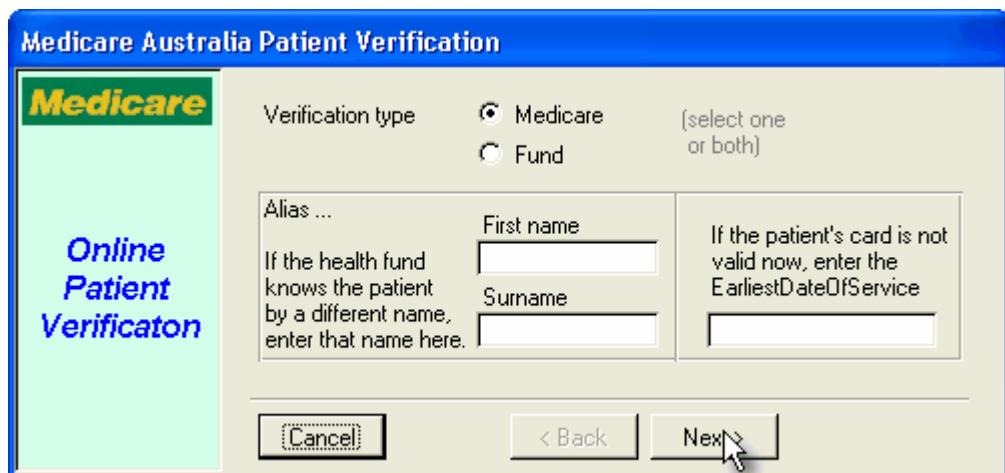 Medicare Australia Patient Verification
Medicare
Online
Patient
Verificaton
Verification type
Medicare
Fund
(select one
or both)
Alias ...
If the health fund
knows the patient
by a different name,
enter that name here.
First name
Surname
If the patient's card is not
valid now, enter the
EarliestDateOfService
Cancel
< Back
Next >